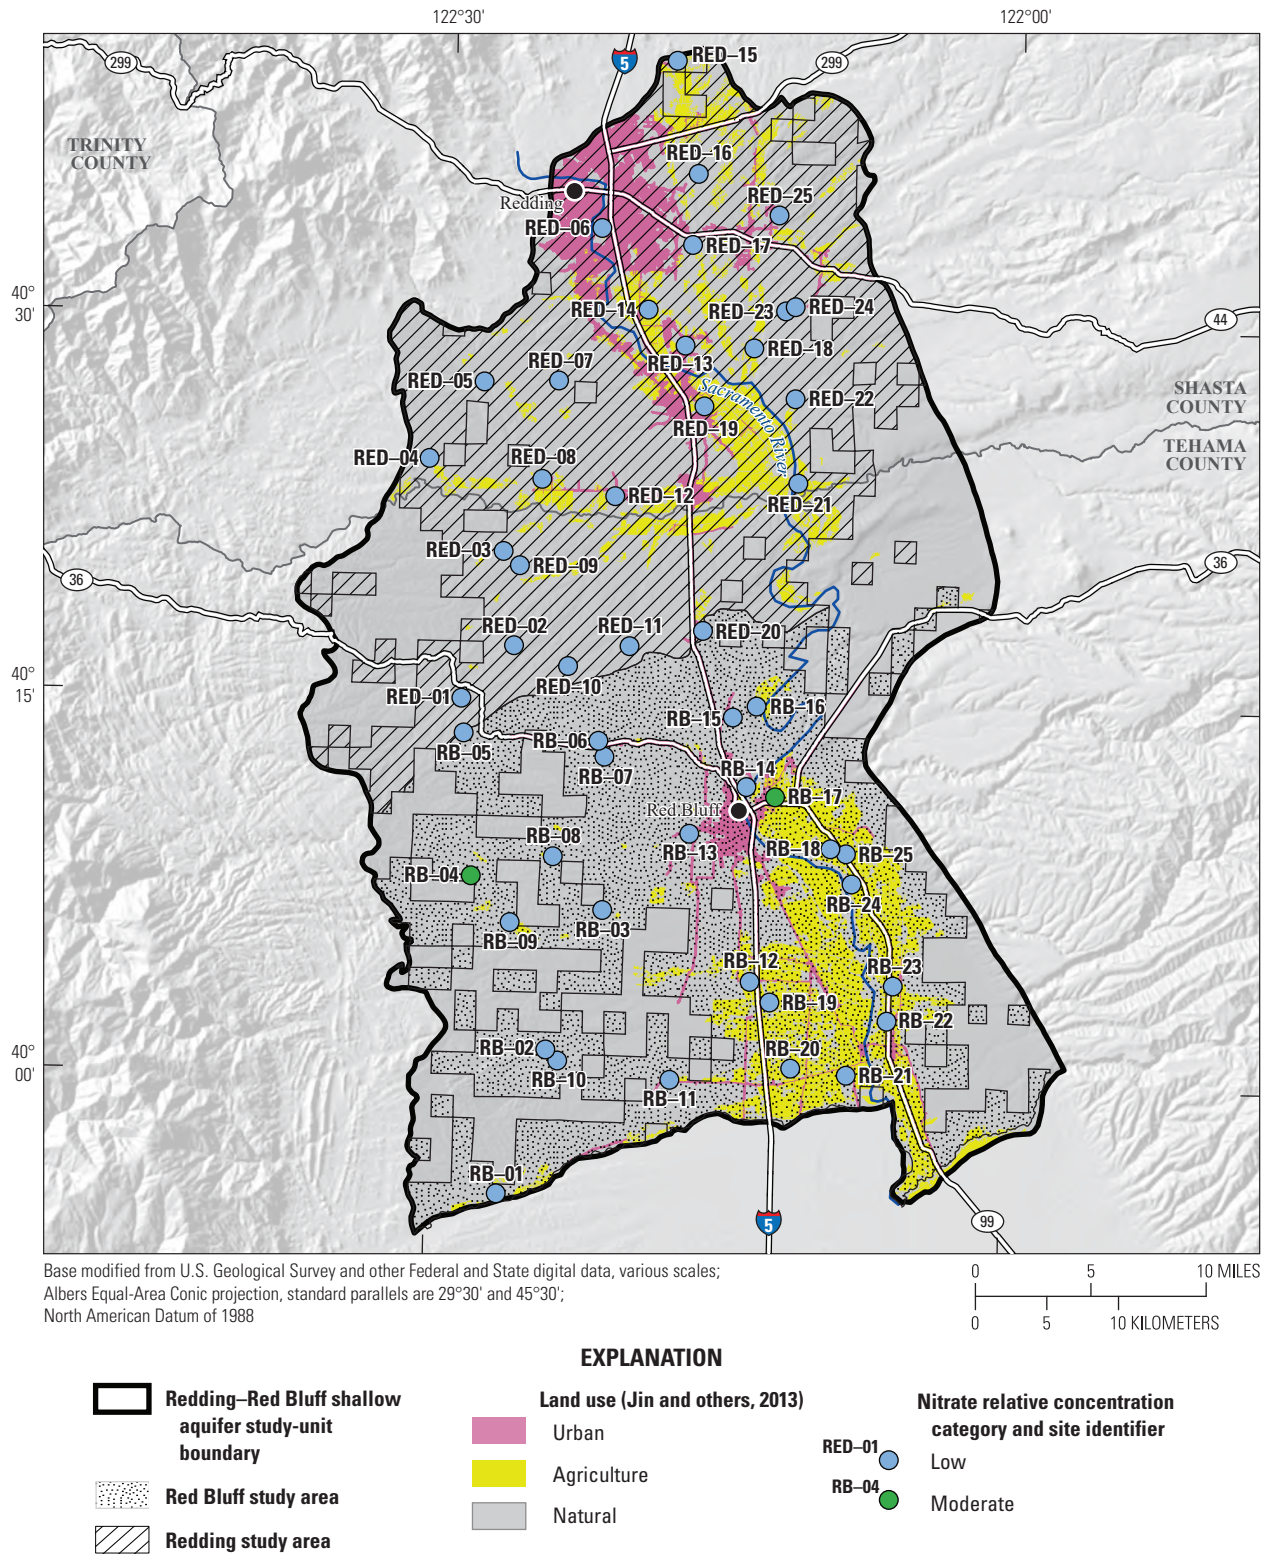 122°30'
122°00'
5
RED–15
299
299
TRINITY
COUNTY
RED–16
RED–25
Redding
RED–06
RED–17
40°
30'
RED–14
RED–23
RED–24
44
RED–13
RED–18
RED–07
RED–05
Sacramento River
SHASTA
COUNTY
RED–22
RED–19
TEHAMA
COUNTY
RED–04
RED–08
RED–12
RED–21
RED–03
RED–09
36
36
RED–02
RED–11
RED–20
40°
15'
RED–10
RED–01
RB–16
RB–15
RB–05
RB–06
RB–07
RB–14
RB–17
Red Bluff
RB–13
RB–08
RB–18
RB–25
RB–04
RB–24
RB–09
RB–03
RB–12
RB–23
RB–19
RB–22
40°
00'
RB–02
RB–20
RB–10
RB–21
RB–11
RB–01
5
99
Base modified from U.S. Geological Survey and other Federal and State digital data, various scales;
Albers Equal-Area Conic projection, standard parallels are 29°30' and 45°30';
North American Datum of 1988
0 5 10 MILES
0 5 10 KILOMETERS
EXPLANATION
Redding–Red Bluff shallow
aquifer study-unit
boundary
Red Bluff study area
Redding study area
Land use (Jin and others, 2013)
Urban
Agriculture
Natural
Nitrate relative concentration
category and site identifier
RED–01
Low
RB–04
Moderate